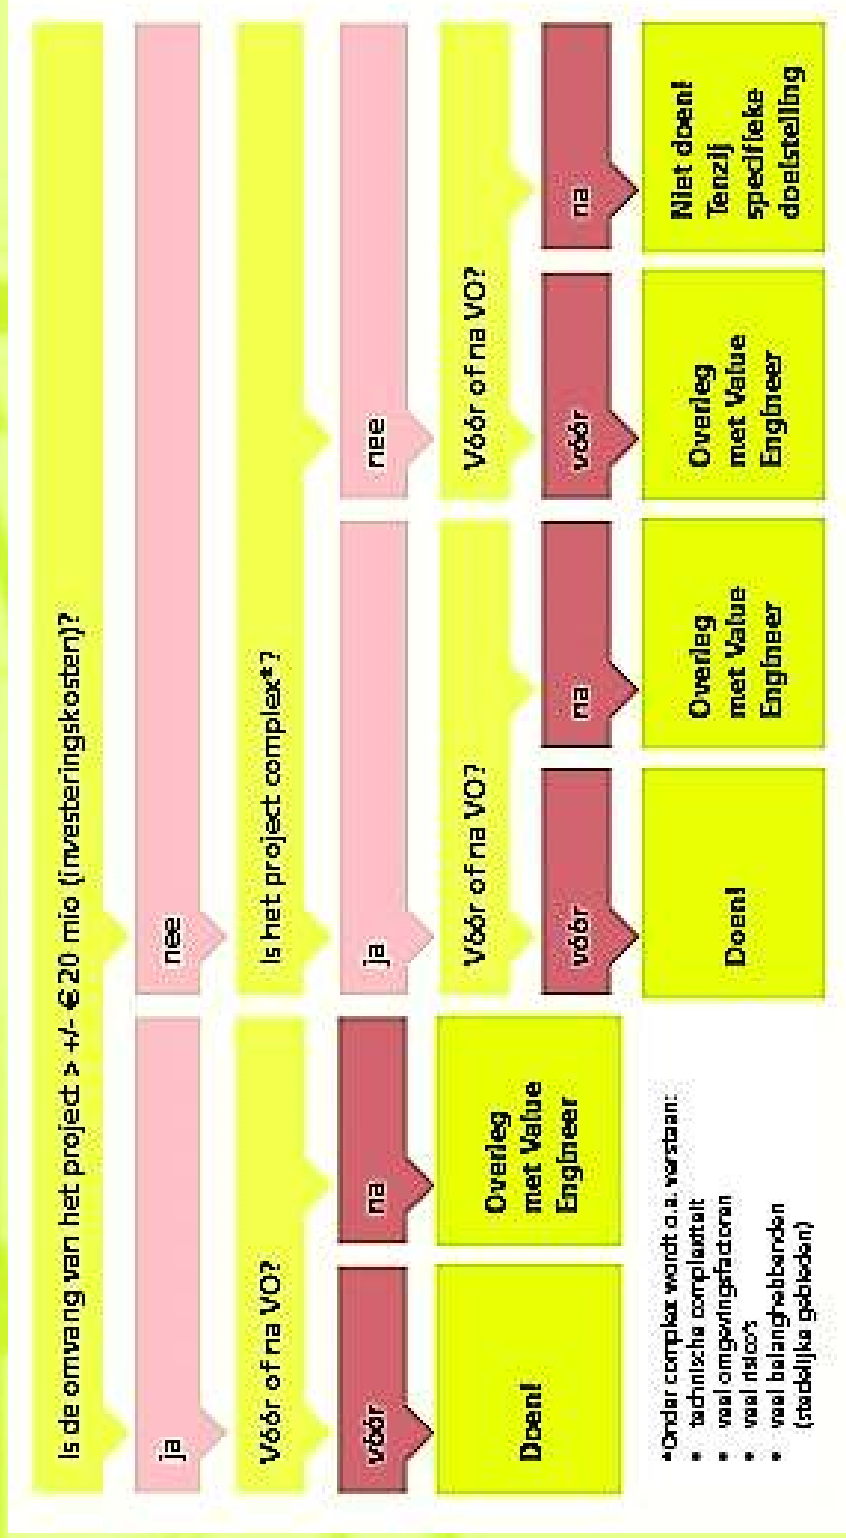 Is de omvang van het project > +/- € 20 mio (investeringskosten)?
ja
nee
Vóór of na VO?
Is het project complex*?
vóór
na
ja
nee
Doen!
Overleg
met Value
Engineer
Vóór of na VO?
Vóór of na VO?
vóór
na
vóór
na
Doen!
Overleg
met Value
Engineer
Overleg
met Value
Engineer
Niet doen!
Tenzij
specifieke
doelstelling
*Onder complex wordt o.a. verstaan:
• technische complexiteit
• veel omgevingsfactoren
• veel risico's
• veel belanghebbenden
(stedelijke gebieden)